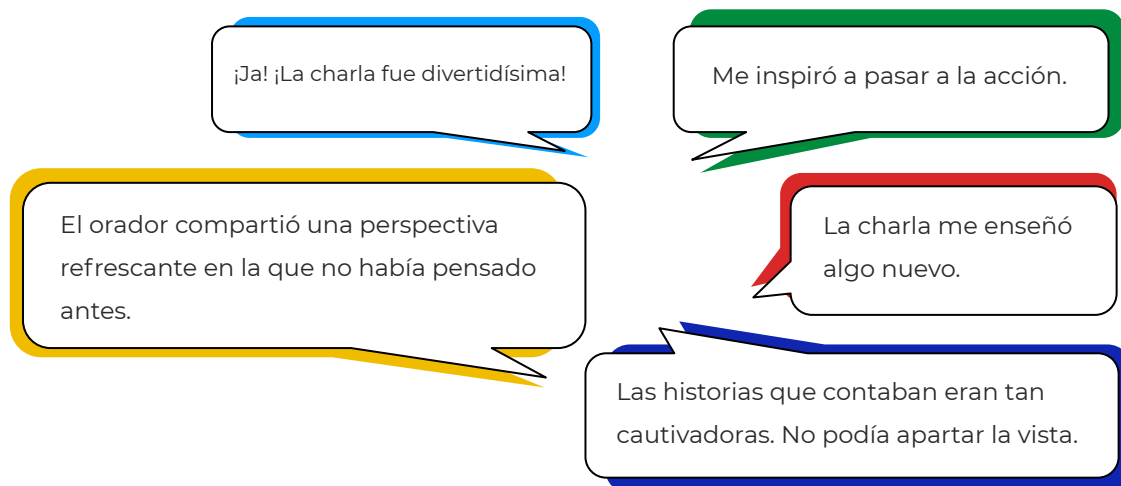 ¡Ja! ¡La charla fue divertidísima!
Me inspiró a pasar a la acción.
El orador compartió una perspectiva
refrescante en la que no había pensado
antes.
La charla me enseñó
algo nuevo.
Las historias que contaban eran tan
cautivadoras. No podía apartar la vista.